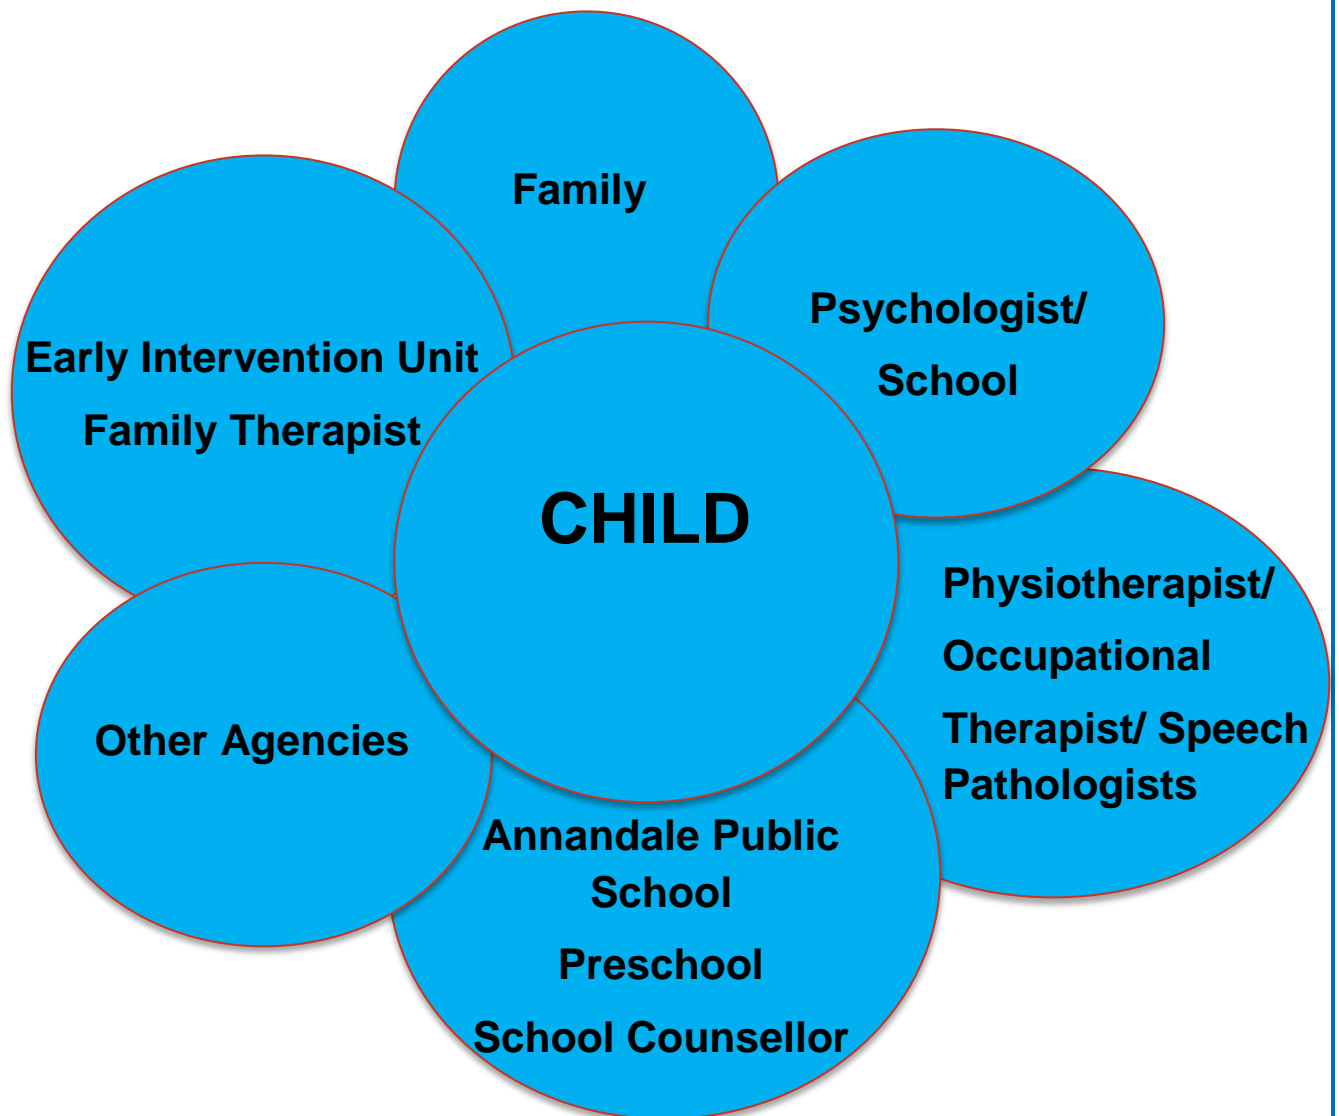 Family
Psychologist/
School
Early Intervention Unit
Family Therapist
CHILD
Physiotherapist/
Occupational
Therapist/ Speech
Pathologists
Other Agencies
Annandale Public
School
Preschool
School Counsellor